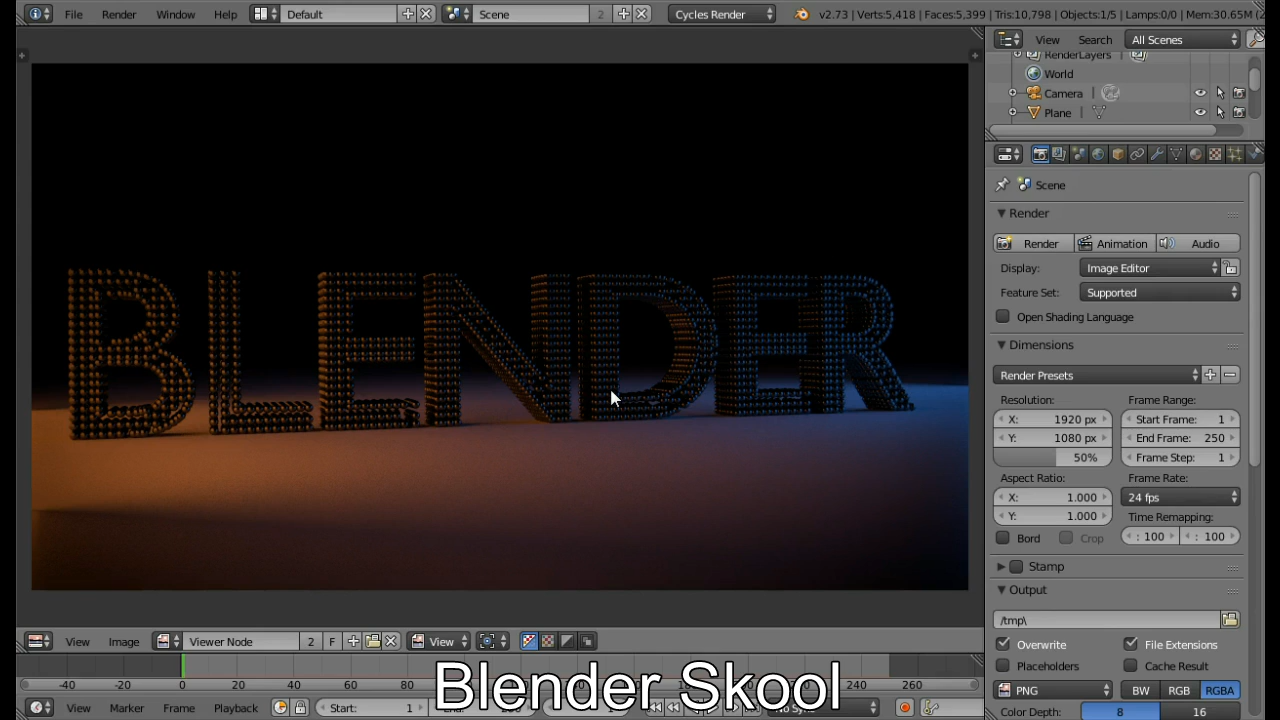 File Render Window Help Default Scene 2 Cycles Render v2.73 | Verts:5,418 | Faces:5,399 | Tris:10,798 | Objects:1/5 | Lamps:0/0 | Mem:30.65M
View Search All Scenes
RenderLayers
World
Camera
Plane
Scene
Render
Render Animation Audio
Display: Image Editor
Feature Set: Supported
Open Shading Language
Dimensions
Render Presets
Resolution: Frame Range:
X: 1920 px Start Frame: 1
Y: 1080 px End Frame: 250
50% Frame Step: 1
Aspect Ratio: Frame Rate:
X: 1.000 24 fps
Y: 1.000 Time Remapping:
: 100 : 100
Bord Crop
Stamp
Output
/tmp\
Overwrite File Extensions
Placeholders Cache Result
PNG BW RGB RGBA
Color Depth: 8 16
BLENDER
View Image Viewer Node 2 F View
-40 -20 0 20 40 60 80 240 260
View Marker Frame Playback Start: 1
Blender Skool